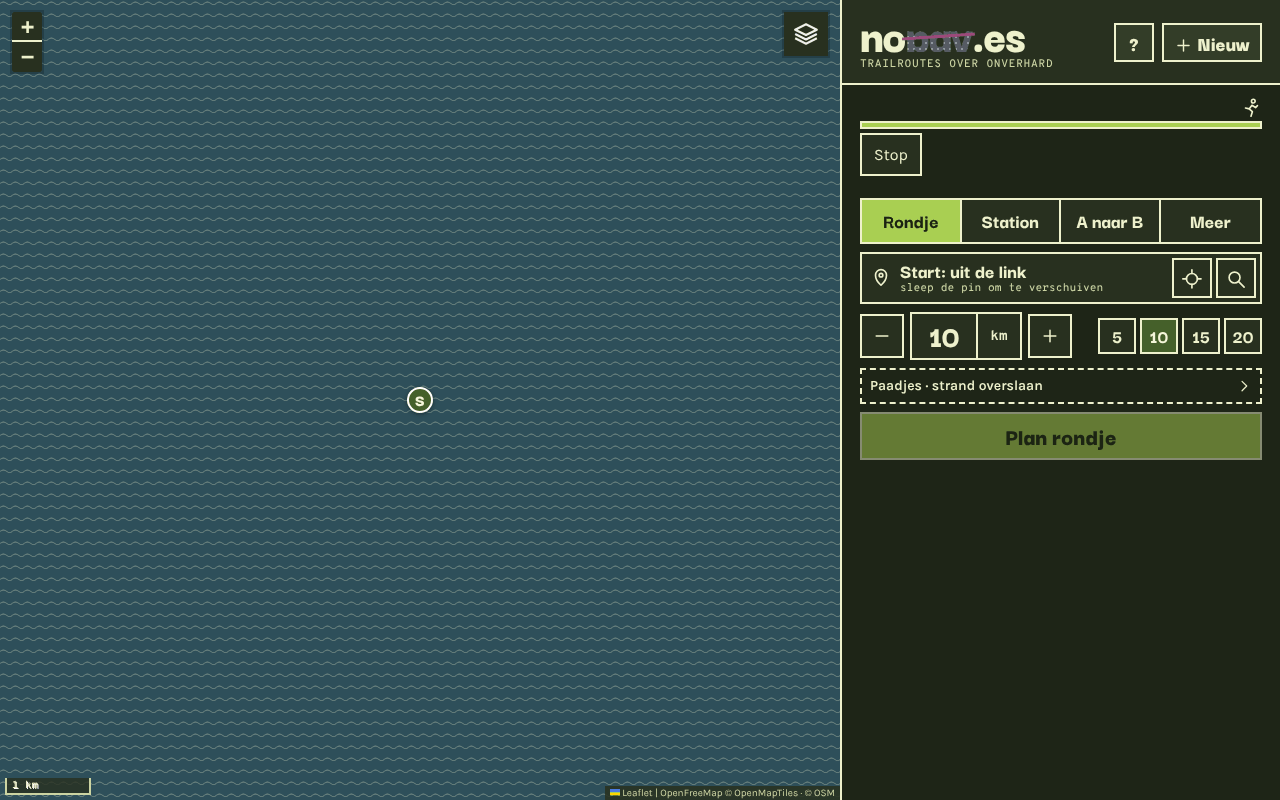 +
−
nonav.es
TRAILROUTES OVER ONVERHARD
?
+ Nieuw
Stop
Rondje
Station
A naar B
Meer
Start: uit de link
sleep de pin om te verschuiven
− 10 km +
5 10 15 20
Paadjes · strand overslaan
Plan rondje
S
1 km
Leaflet | OpenFreeMap © OpenMapTiles · © OSM